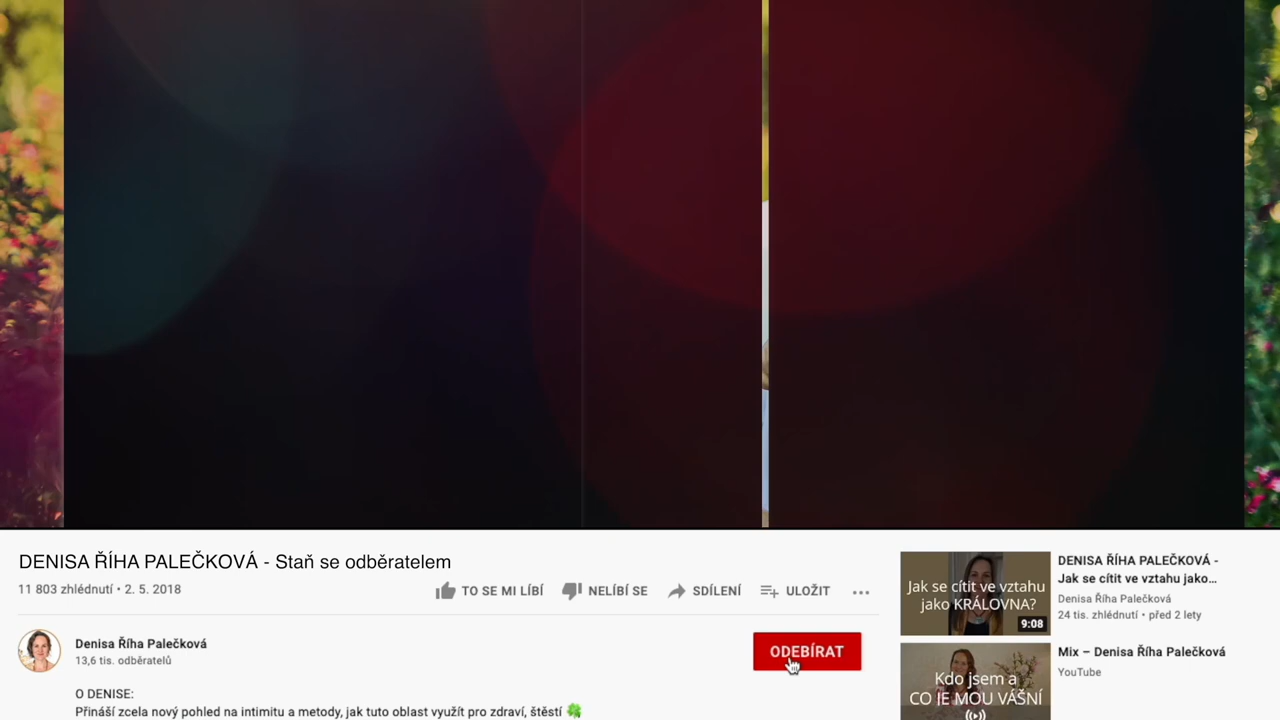 DENISA ŘÍHA PALEČKOVÁ - Staň se odběratelem
11 803 zhlédnutí • 2. 5. 2018
TO SE MI LÍBÍ
NELÍBÍ SE
SDÍLENÍ
ULOŽIT
Denisa Říha Palečková
13,6 tis. odběratelů
ODEBÍRAT
O DENISE:
Přináší zcela nový pohled na intimitu a metody, jak tuto oblast využít pro zdraví, štěstí 🍀
Jak se cítit ve vztahu
jako KRÁLOVNA?
9:08
DENISA ŘÍHA PALEČKOVÁ -
Jak se cítit ve vztahu jako...
Denisa Říha Palečková
24 tis. zhlédnutí • před 2 lety
Kdo jsem a
CO JE MOU VÁŠNÍ
Mix – Denisa Říha Palečková
YouTube